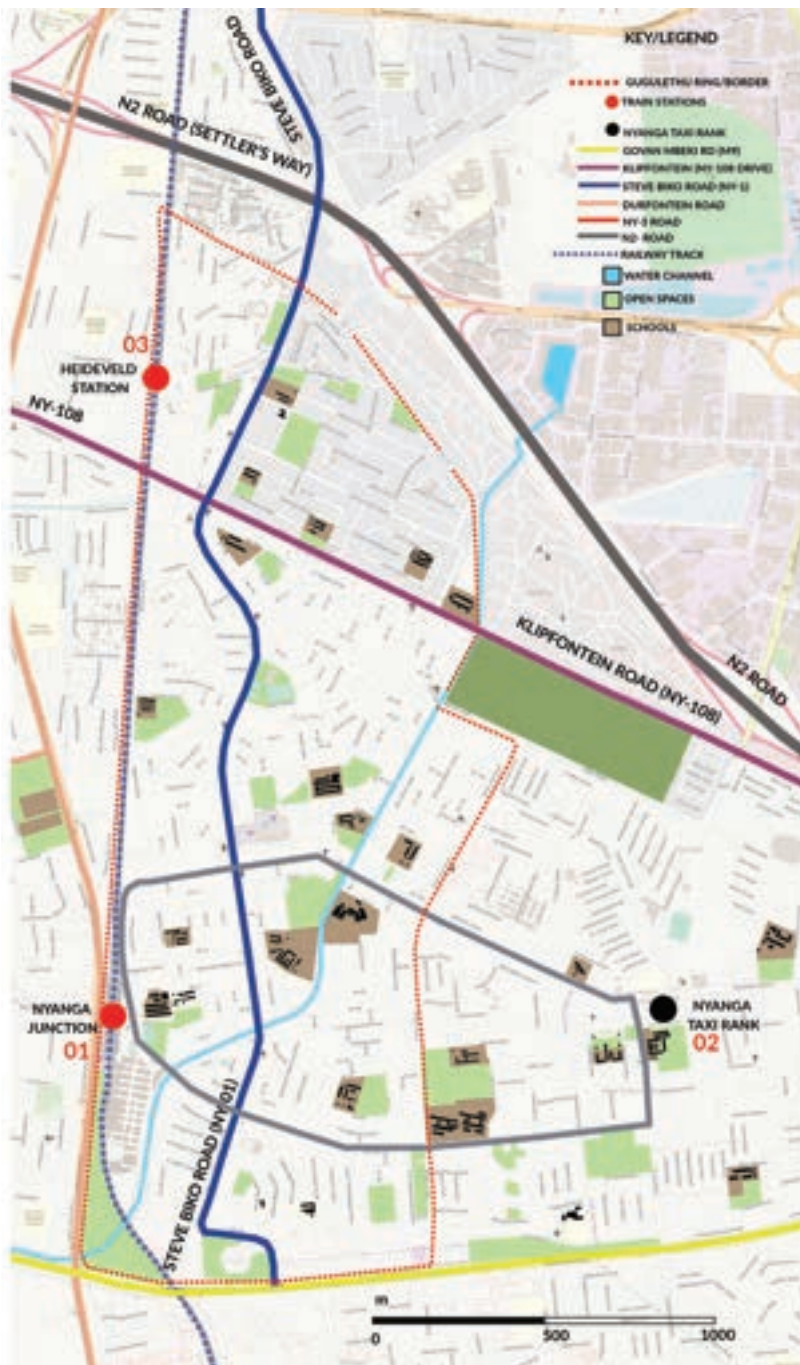 KEY/LEGEND
GUGULETHU RING/BORDER
TRAIN STATIONS
NYANGA TAXI RANK
GOVAN MBEKI RD (M9)
KLIPFONTEIN (NY 108 DRIVE)
STEVE BIKO ROAD (NY-1)
DURFONTEIN ROAD
NY-3 ROAD
N2- ROAD
RAILWAY TRACK
WATER CHANNEL
OPEN SPACES
SCHOOLS
STEVE BIKO ROAD
N2 ROAD (SETTLER'S WAY)
03
HEIDEVELD
STATION
NY-108
KLIPFONTEIN ROAD (NY-108)
N2 ROAD
NYANGA
JUNCTION
01
NYANGA
TAXI RANK
02
STEVE BIKO ROAD (NY 01)
m
0
500
1000